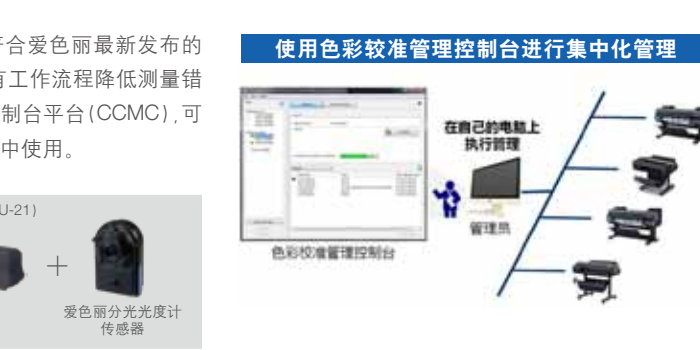 符合爱色丽最新发布的
有工作流程降低测量错
制台平台(CCMC),可
中使用。
U-21)
+
爱色丽分光光度计
传感器
使用色彩较准管理控制台进行集中化管理
在自己的电脑上
执行管理
管理员
色彩校准管理控制台